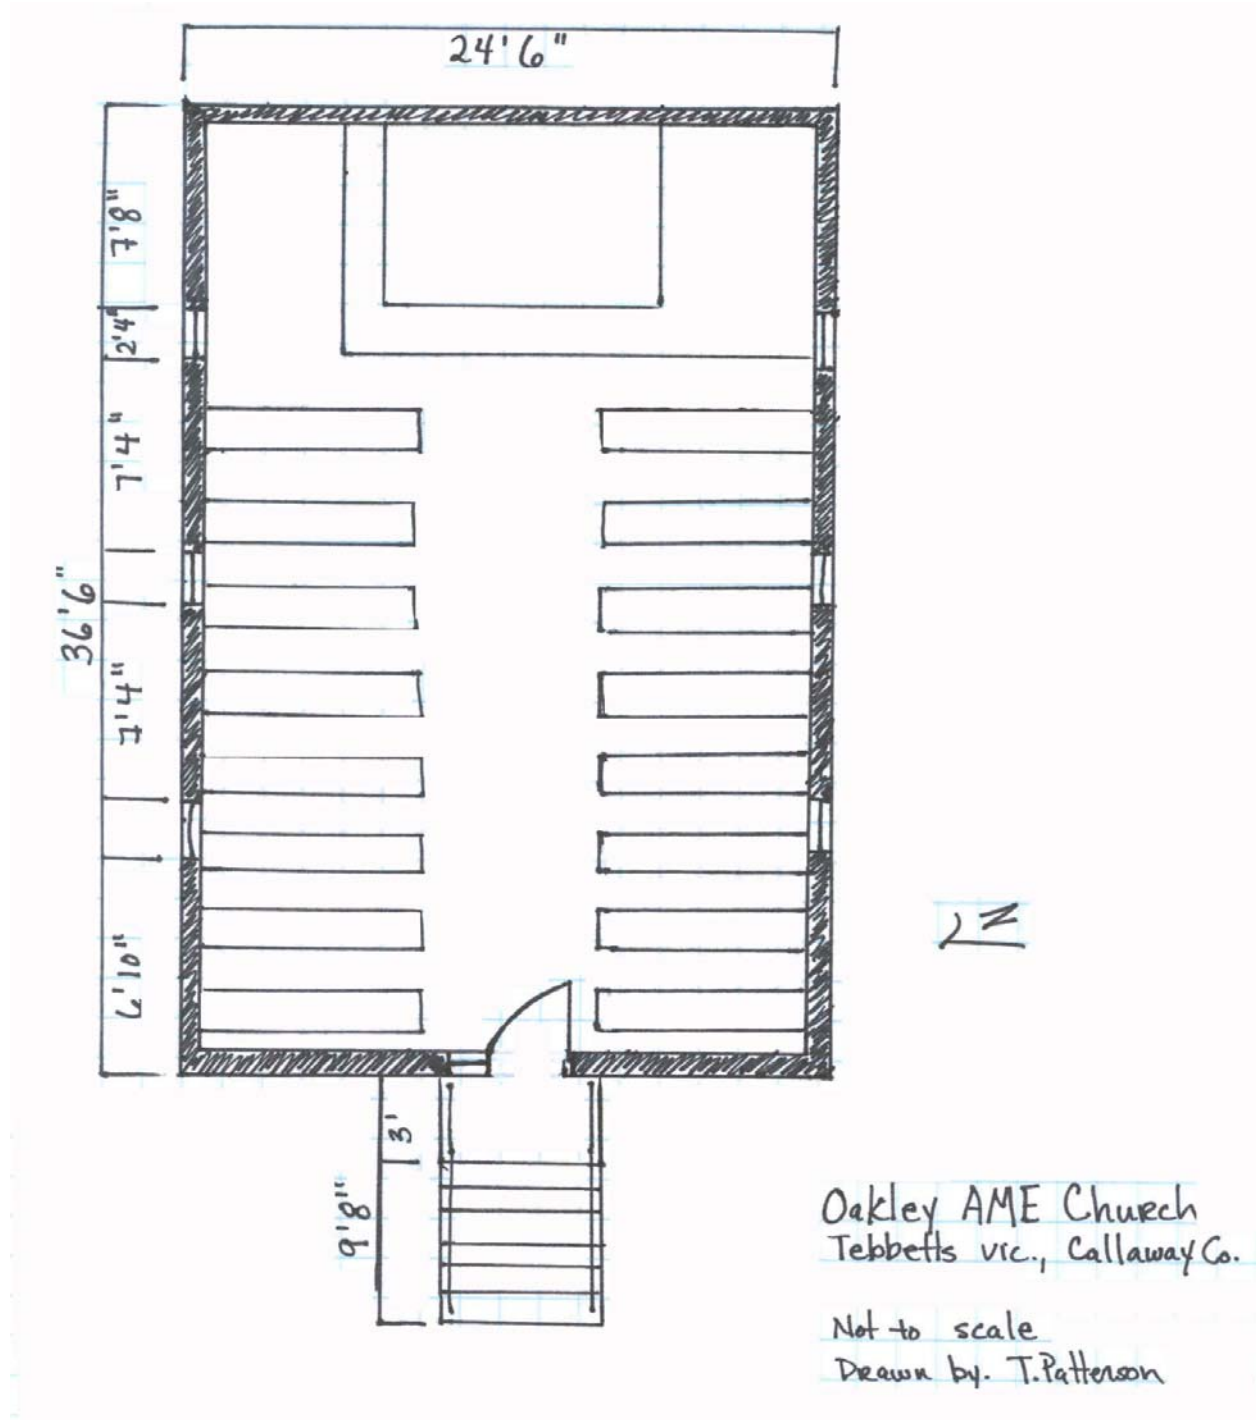 24'6"
7'8"
2'4"
7'4"
36'6"
7'4"
6'10"
N
3'
9'8"
Oakley AME Church
Tebbetts vic., Callaway Co.
Not to scale
Drawn by. T.Patterson